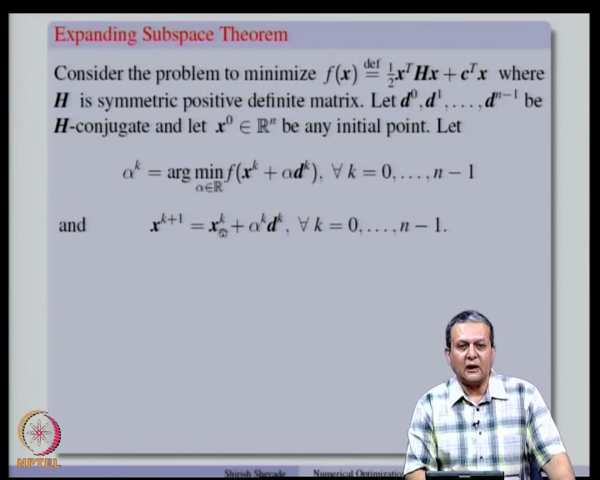 Expanding Subspace Theorem
Consider the problem to minimize f(x) def= ½xᵀHx + cᵀx where
H is symmetric positive definite matrix. Let d⁰, d¹, . . . , dⁿ⁻¹ be
H-conjugate and let x⁰ ∈ ℝⁿ be any initial point. Let
αᵏ = arg min_{α∈ℝ} f(xᵏ + αdᵏ), ∀ k = 0, . . . , n − 1
and xᵏ⁺¹ = xᵏ + αᵏdᵏ, ∀ k = 0, . . . , n − 1.
NPTEL
Shirish Shevade Numerical Optimization